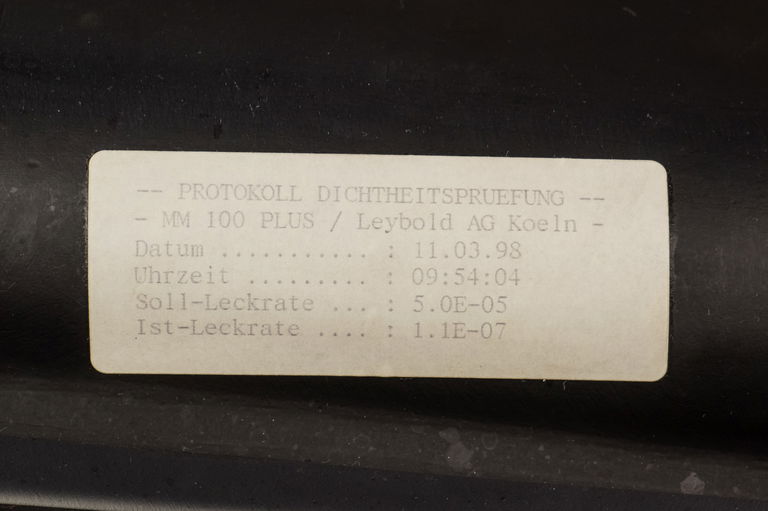 -- PROTOKOLL DICHTHEITSPRUEFUNG --
- MM 100 PLUS / Leybold AG Koeln -
Datum ........... : 11.03.98
Uhrzeit ......... : 09:54:04
Soll-Leckrate ... : 5.0E-05
Ist-Leckrate .... : 1.1E-07